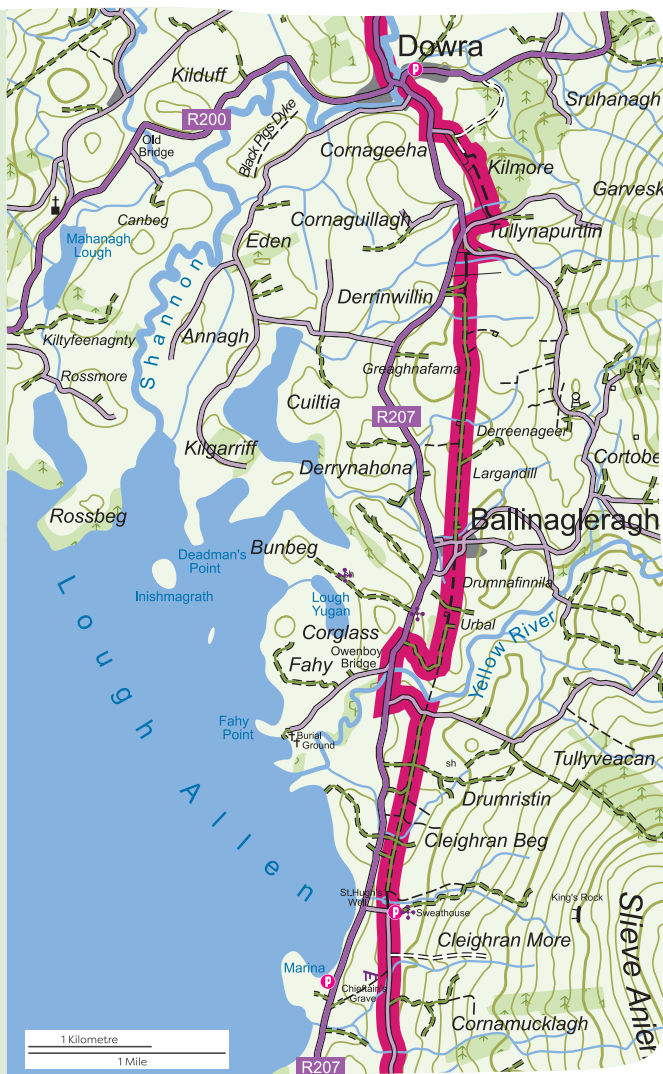 Dowra
P
Kilduff
Sruhanagh
R200
Black Pigs Dyke
Old
Bridge
Cornageeha
Kilmore
Garvesk
Canbeg
Cornaguillagh
Tullynapurtlin
Mahanagh
Lough
Eden
Shannon
Derrinwillin
Kiltyfeenagnty
Annagh
Greaghnafarna
Rossmore
Cuiltia
R207
Derreenageer
Kilgarriff
Derrynahona
Largandill
Cortobe
Rossbeg
Ballinagleragh
Deadman's
Point
Bunbeg
sh
Inishmagrath
Lough
Yugan
Drumnafinnila
Urbal
Corglass
Owenboy
Bridge
Yellow River
Fahy
Fahy
Point
Burial
Ground
Lough Allen
sh
Tullyveacan
Drumristin
Cleighran Beg
St.Hugh's
Well
P
Sweathouse
King's Rock
Slieve Anier
Cleighran More
Marina
P
Chieftain's
Grave
Cornamucklagh
1 Kilometre
1 Mile
R207